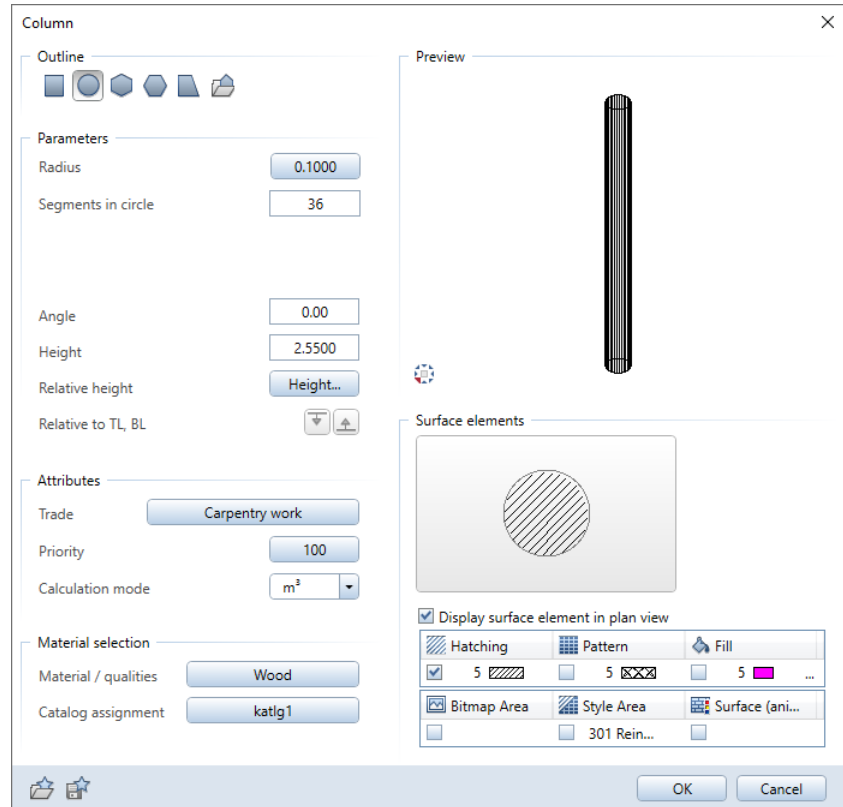 Column
Outline
Parameters
Radius 0.1000
Segments in circle 36
Angle 0.00
Height 2.5500
Relative height Height...
Relative to TL, BL
Attributes
Trade Carpentry work
Priority 100
Calculation mode m³
Material selection
Material / qualities Wood
Catalog assignment katlg1
Preview
Surface elements
Display surface element in plan view
Hatching Pattern Fill
5 5 5 ...
Bitmap Area Style Area Surface (ani...
301 Rein...
OK Cancel